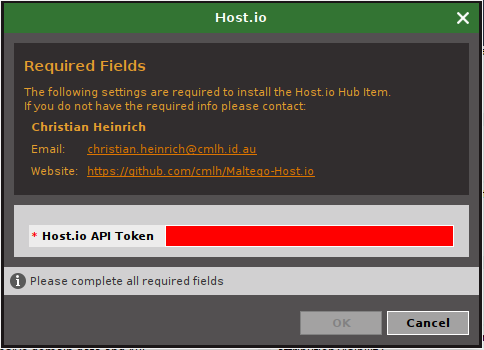 Host.io
Required Fields
The following settings are required to install the Host.io Hub Item.
If you do not have the required info please contact:
Christian Heinrich
Email: christian.heinrich@cmlh.id.au
Website: https://github.com/cmlh/Maltego-Host.io
* Host.io API Token
Please complete all required fields
OK Cancel